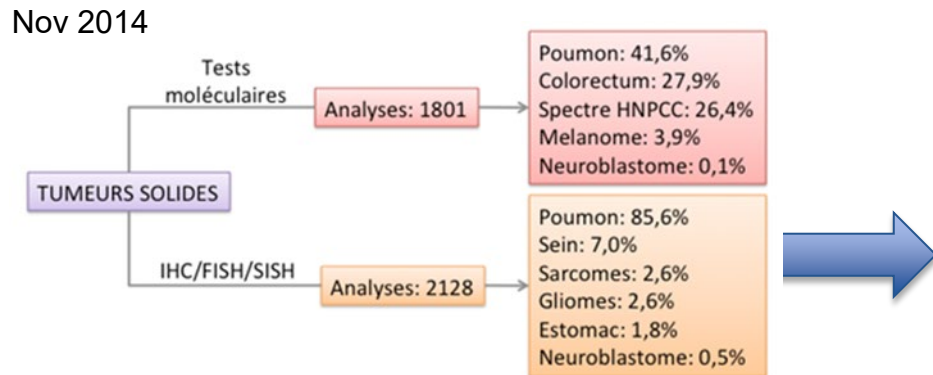 Nov 2014
Tests
moléculaires
Analyses: 1801
Poumon: 41,6%
Colorectum: 27,9%
Spectre HNPCC: 26,4%
Melanome: 3,9%
Neuroblastome: 0,1%
TUMEURS SOLIDES
IHC/FISH/SISH
Analyses: 2128
Poumon: 85,6%
Sein: 7,0%
Sarcomes: 2,6%
Gliomes: 2,6%
Estomac: 1,8%
Neuroblastome: 0,5%